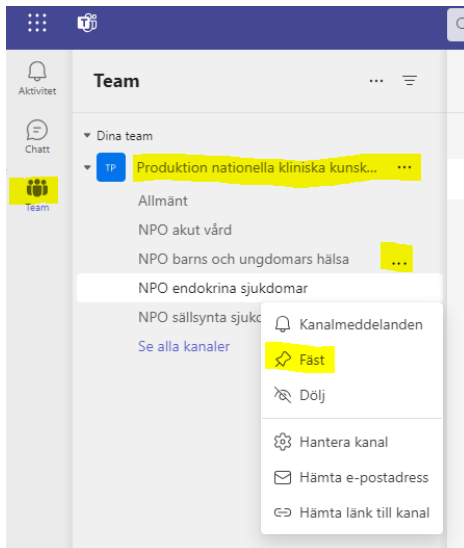 Aktivitet
Chatt
Team
Team
Dina team
TP Produktion nationella kliniska kunsk... ...
Allmänt
NPO akut vård
NPO barns och ungdomars hälsa ...
NPO endokrina sjukdomar
NPO sällsynta sjukd
Se alla kanaler
Kanalmeddelanden
Fäst
Dölj
Hantera kanal
Hämta e-postadress
Hämta länk till kanal